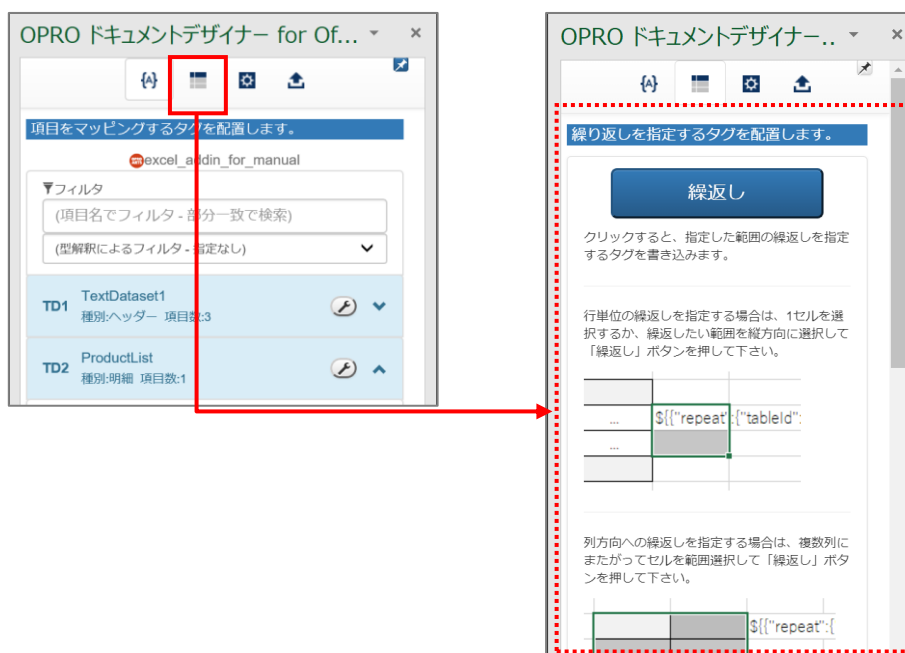 OPRO ドキュメントデザイナー for Of...
{A}
項目をマッピングするタグを配置します。
excel_addin_for_manual
フィルタ
(項目名でフィルタ - 部分一致で検索)
(型解釈によるフィルタ - 指定なし)
TD1
TextDataset1
種別:ヘッダー 項目数:3
TD2
ProductList
種別:明細 項目数:1
OPRO ドキュメントデザイナー..
{A}
繰り返しを指定するタグを配置します。
繰返し
クリックすると、指定した範囲の繰返しを指定
するタグを書き込みます。
行単位の繰返しを指定する場合は、1セルを選
択するか、繰返したい範囲を縦方向に選択して
「繰返し」ボタンを押して下さい。
... ${{"repeat":{"tableId":
...
列方向への繰返しを指定する場合は、複数列に
またがってセルを範囲選択して「繰返し」ボタ
ンを押して下さい。
${{"repeat":{